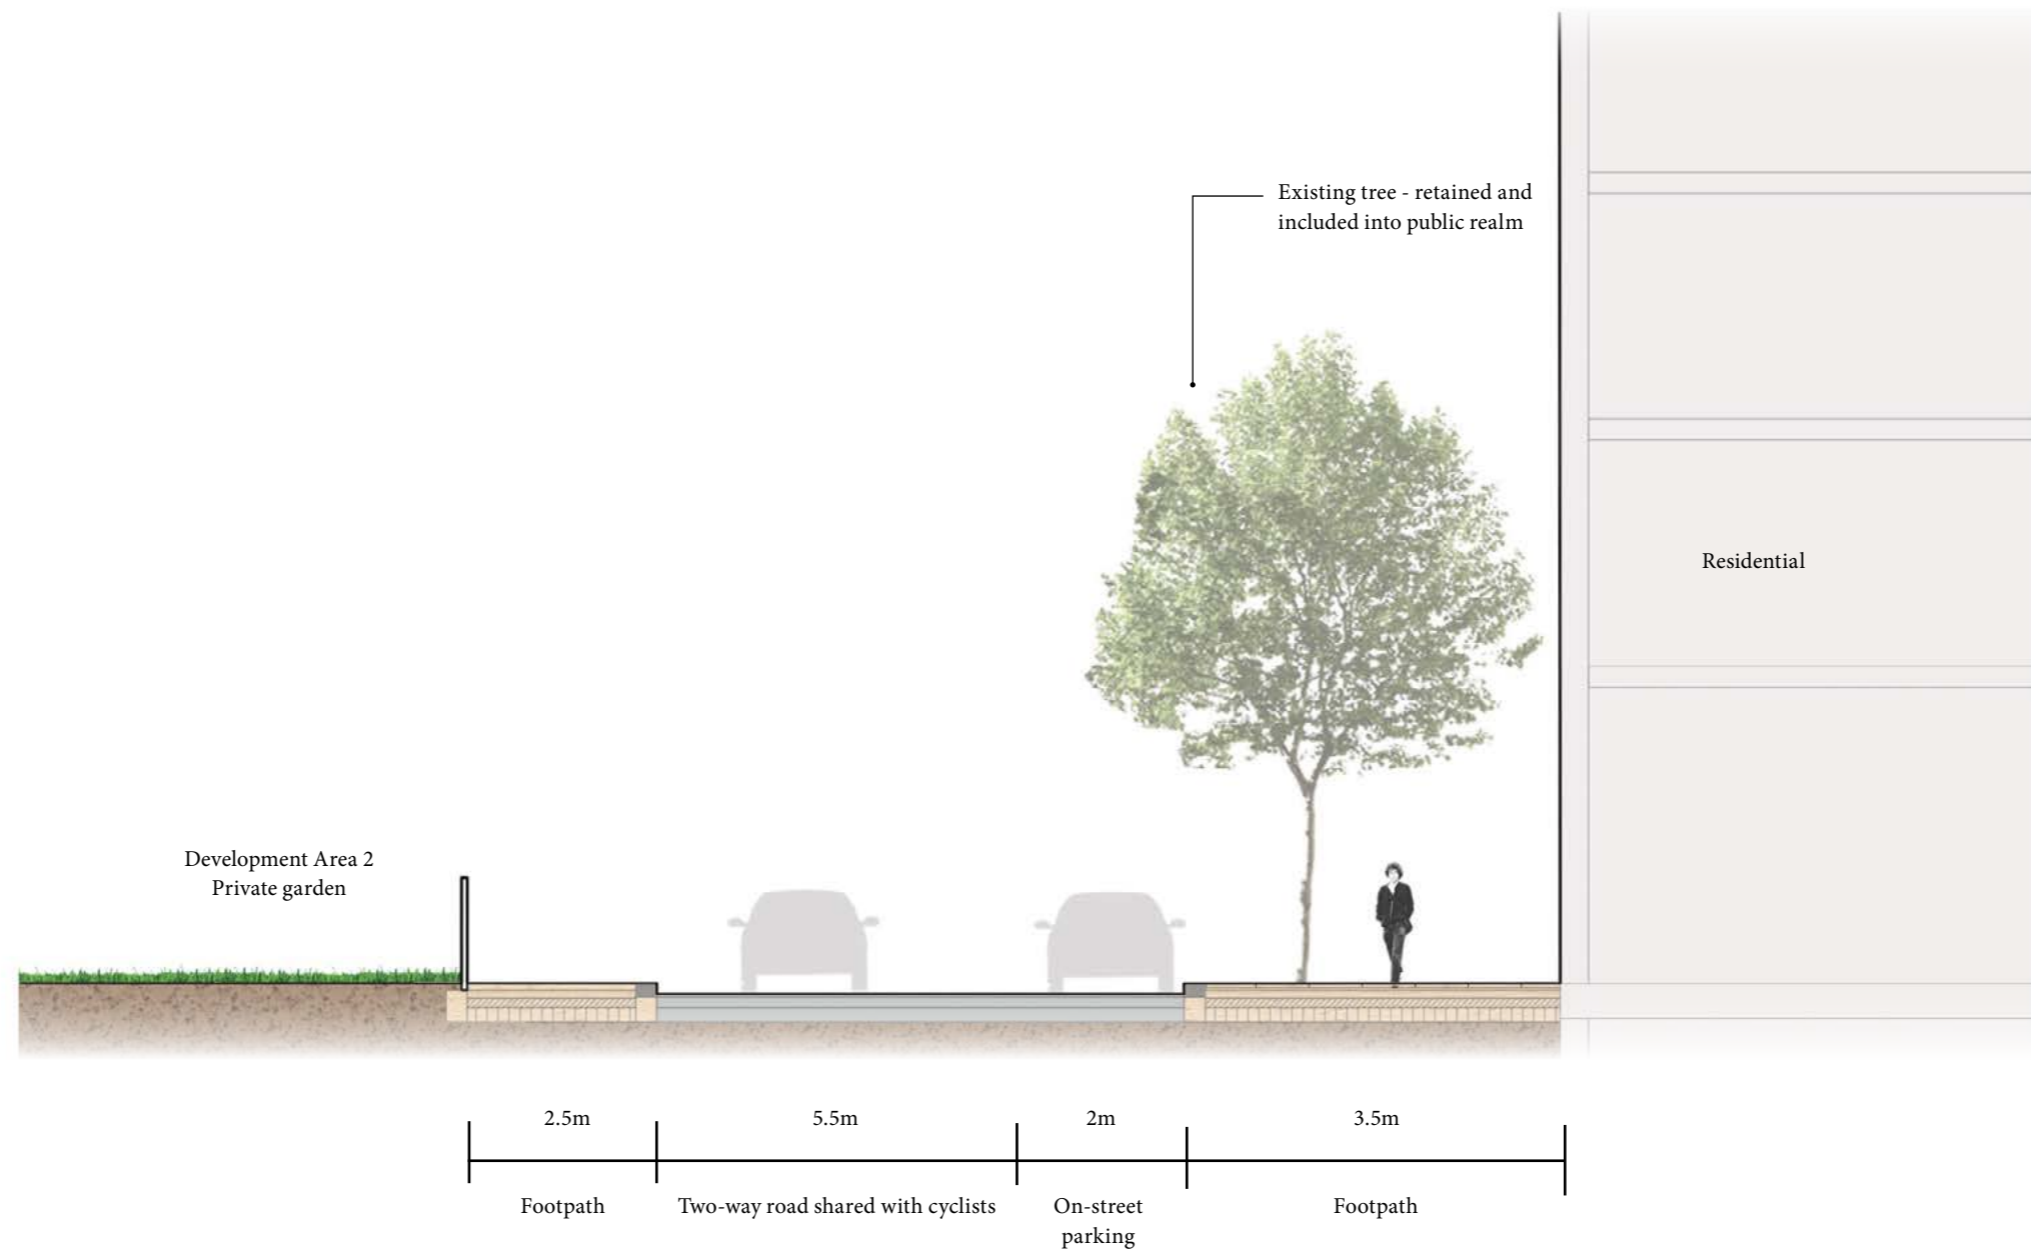 Existing tree - retained and
included into public realm
Residential
Development Area 2
Private garden
2.5m
5.5m
2m
3.5m
Footpath
Two-way road shared with cyclists
On-street
parking
Footpath